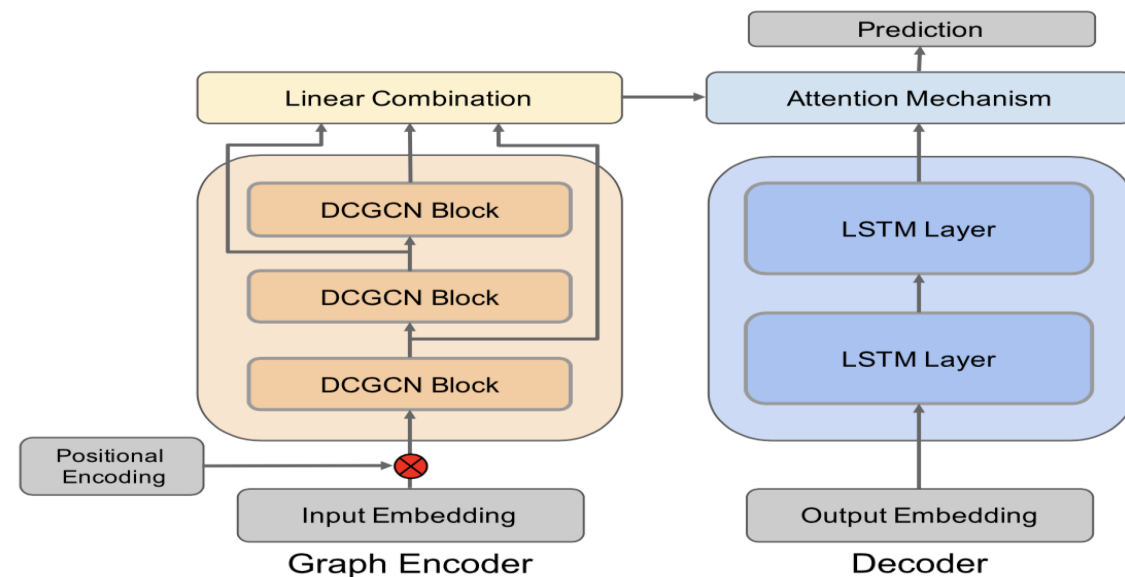 Prediction
Linear Combination
Attention Mechanism
DCGCN Block
LSTM Layer
DCGCN Block
LSTM Layer
DCGCN Block
Positional
Encoding
Input Embedding
Output Embedding
Graph Encoder
Decoder